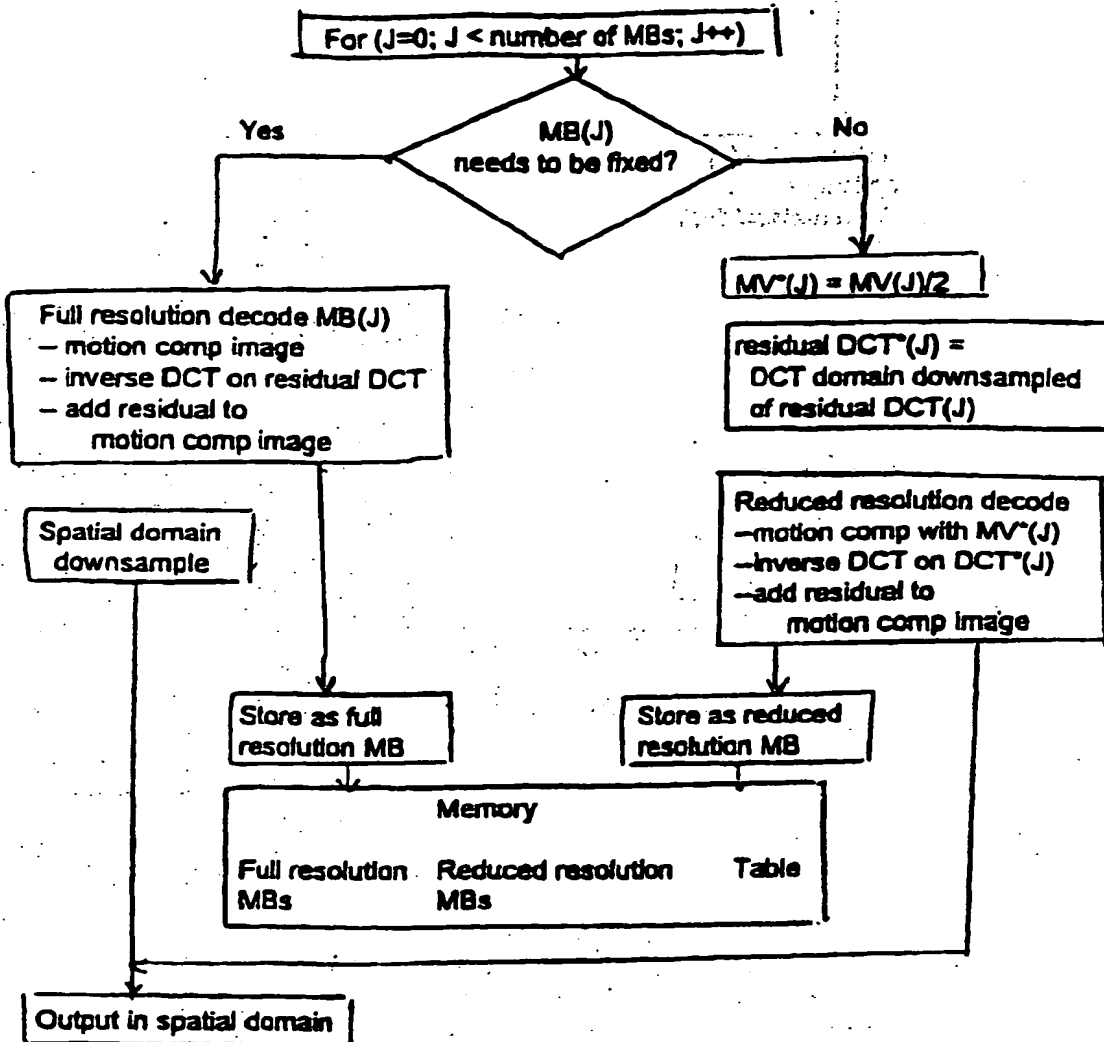 For (J=0; J < number of MBs; J++)
Yes
MB(J)
needs to be fixed?
No
MV*(J) = MV(J)/2
Full resolution decode MB(J)
– motion comp image
– inverse DCT on residual DCT
– add residual to
motion comp image
residual DCT*(J) =
DCT domain downsampled
of residual DCT(J)
Spatial domain
downsample
Reduced resolution decode
–motion comp with MV*(J)
–inverse DCT on DCT*(J)
–add residual to
motion comp image
Store as full
resolution MB
Store as reduced
resolution MB
Memory
Full resolution
MBs
Reduced resolution
MBs
Table
Output in spatial domain